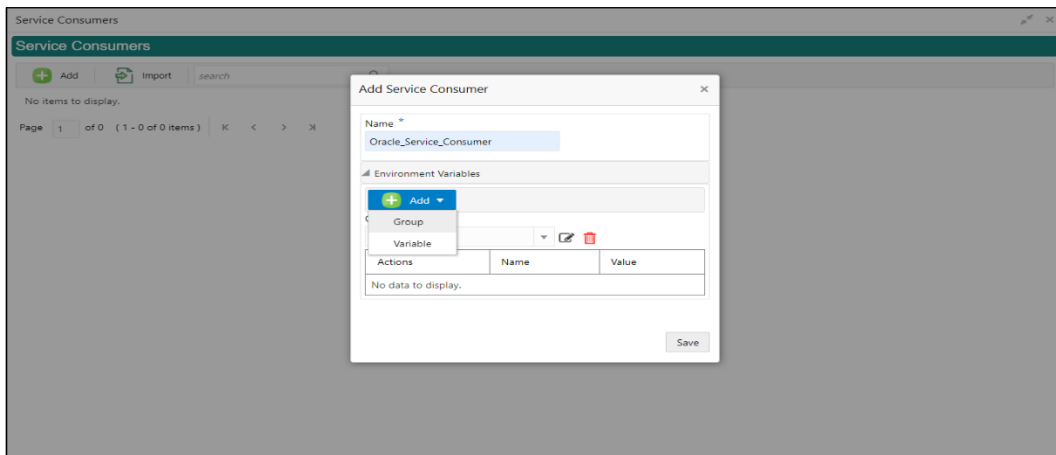 Service Consumers
Service Consumers
Add Import search
No items to display.
Page 1 of 0 (1 - 0 of 0 items)
Add Service Consumer
Name *
Oracle_Service_Consumer
Environment Variables
Add
Group
Variable
Actions Name Value
No data to display.
Save